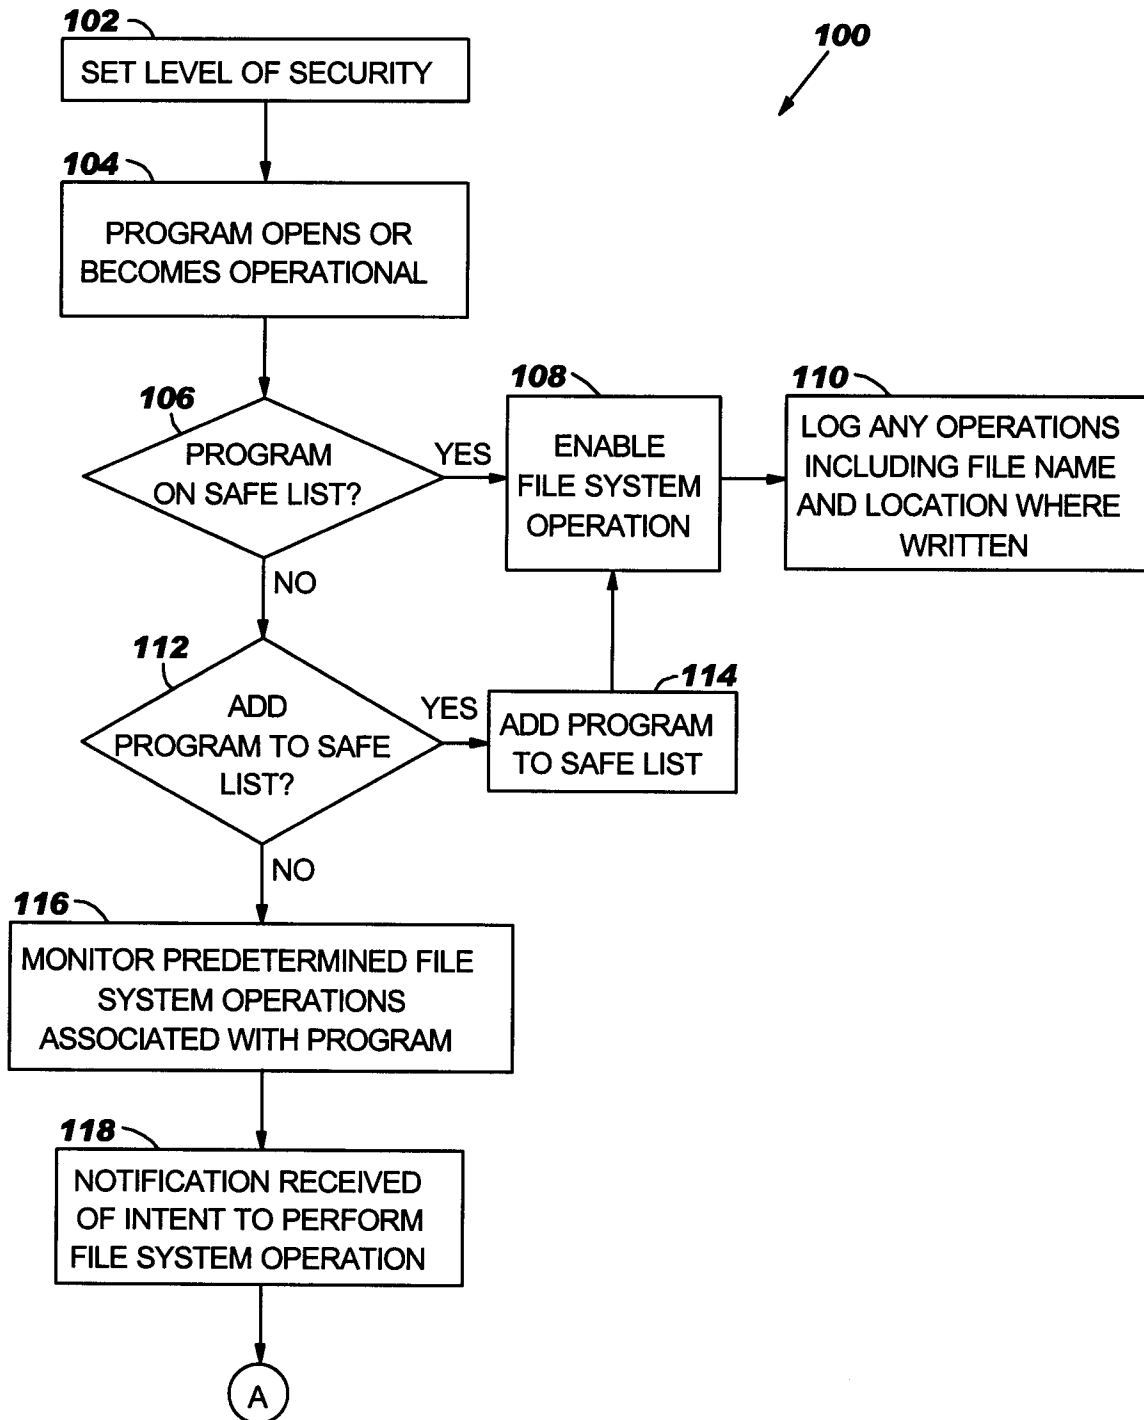 102
SET LEVEL OF SECURITY
100
104
PROGRAM OPENS OR
BECOMES OPERATIONAL
106
PROGRAM
ON SAFE LIST?
YES
NO
108
ENABLE
FILE SYSTEM
OPERATION
110
LOG ANY OPERATIONS
INCLUDING FILE NAME
AND LOCATION WHERE
WRITTEN
112
ADD
PROGRAM TO SAFE
LIST?
YES
NO
114
ADD PROGRAM
TO SAFE LIST
116
MONITOR PREDETERMINED FILE
SYSTEM OPERATIONS
ASSOCIATED WITH PROGRAM
118
NOTIFICATION RECEIVED
OF INTENT TO PERFORM
FILE SYSTEM OPERATION
A